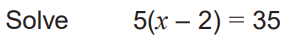 Solve 5(x – 2) = 35